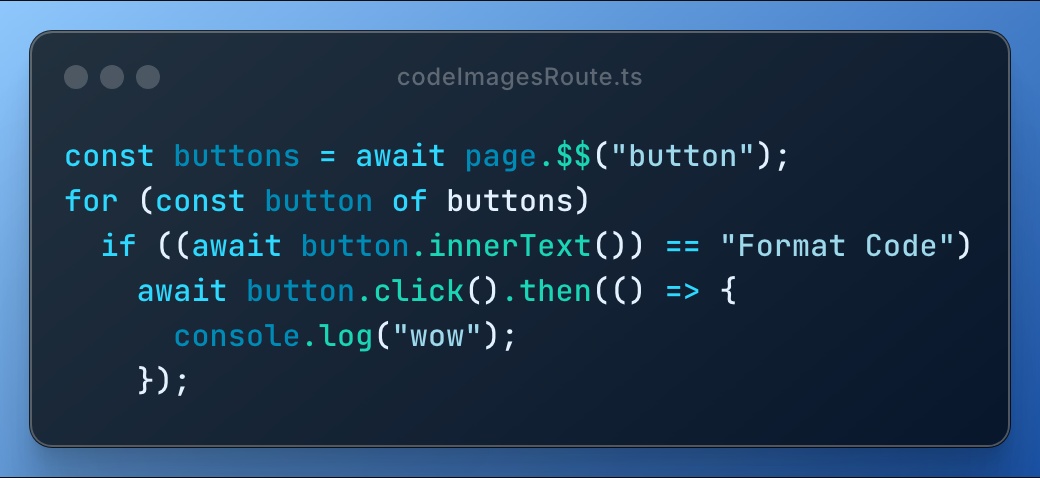 codeImagesRoute.ts
const buttons = await page.$$("button");
for (const button of buttons)
  if ((await button.innerText()) == "Format Code")
    await button.click().then(() => {
      console.log("wow");
    });